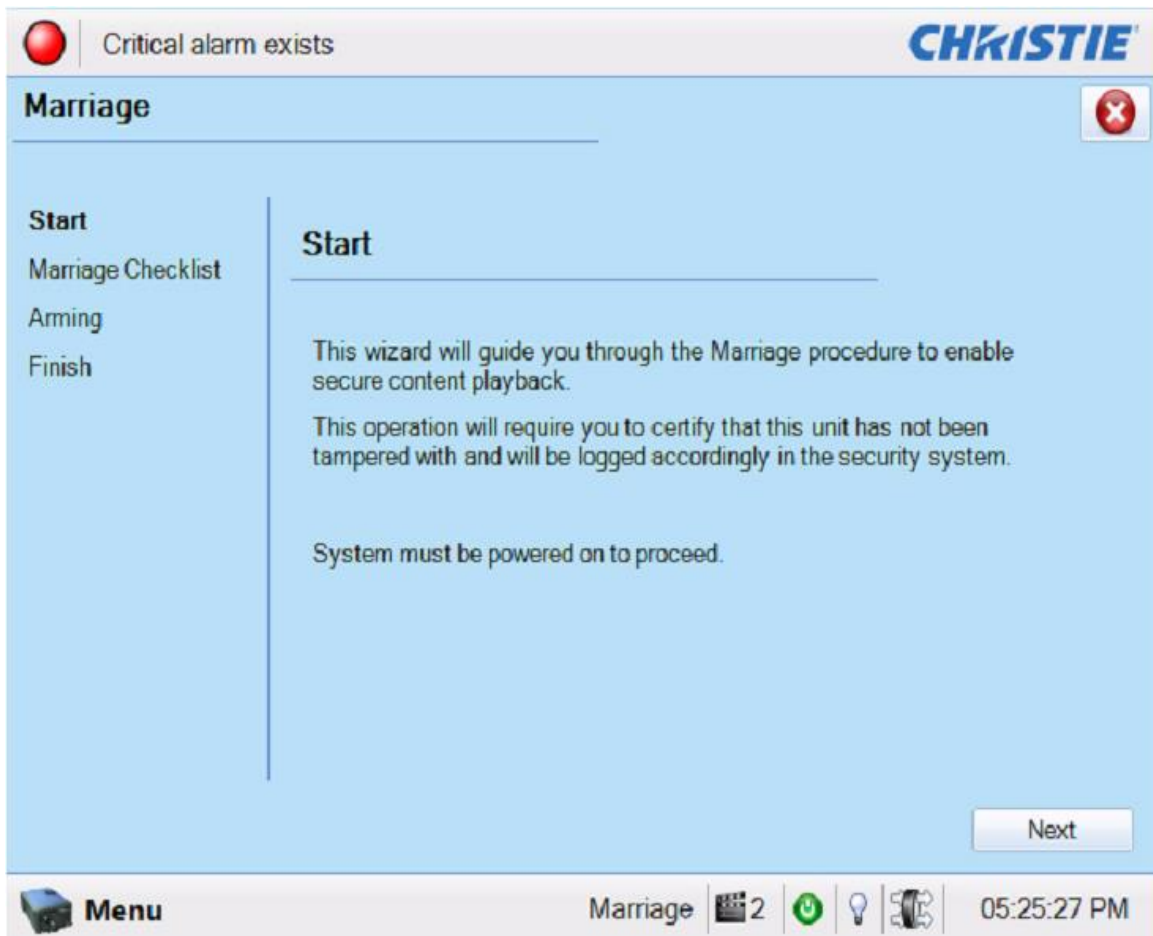 Critical alarm exists
CHRISTIE
Marriage
Start
Marriage Checklist
Arming
Finish
Start
This wizard will guide you through the Marriage procedure to enable
secure content playback.
This operation will require you to certify that this unit has not been
tampered with and will be logged accordingly in the security system.
System must be powered on to proceed.
Next
Menu
Marriage
2
05:25:27 PM